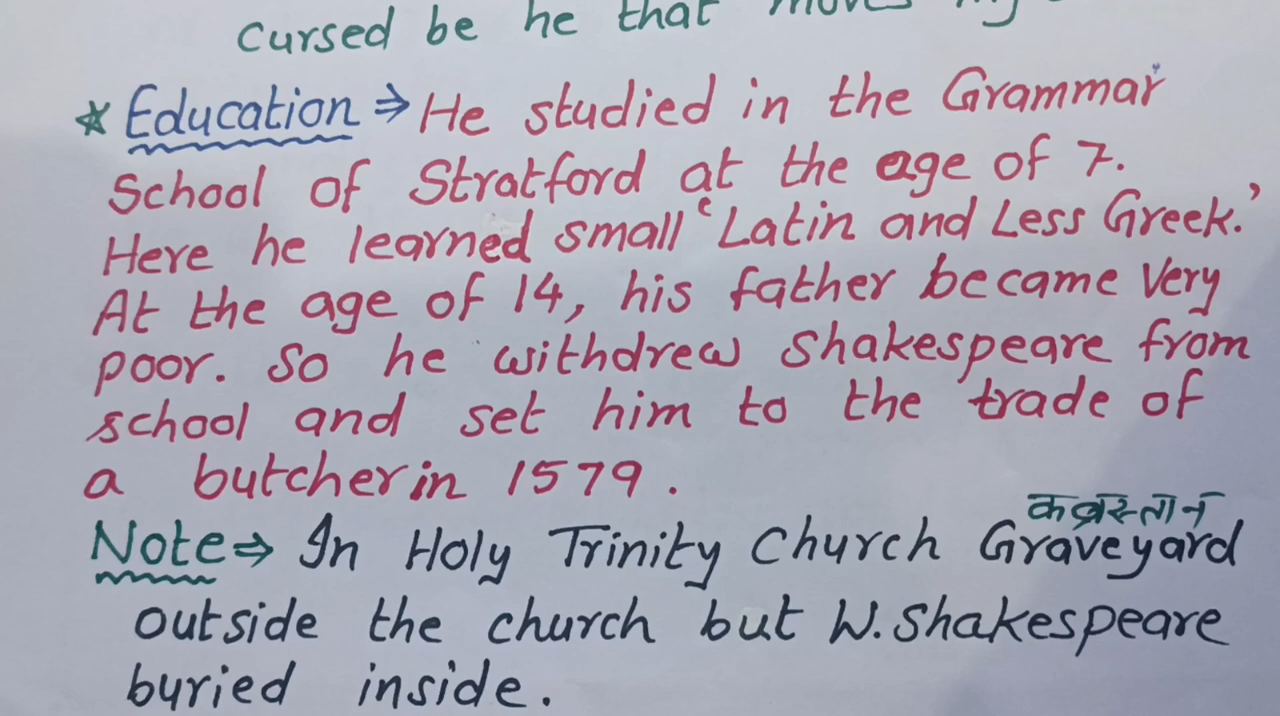 cursed be he that moves my
* Education ⇒ He studied in the Grammar
School of Stratford at the age of 7.
Here he learned small ‘Latin and Less Greek.’
At the age of 14, his father became very
poor. So he withdrew Shakespeare from
school and set him to the trade of
a butcher in 1579.
कब्रस्तान
Note ⇒ In Holy Trinity Church Graveyard
outside the church but W. Shakespeare
buried inside.